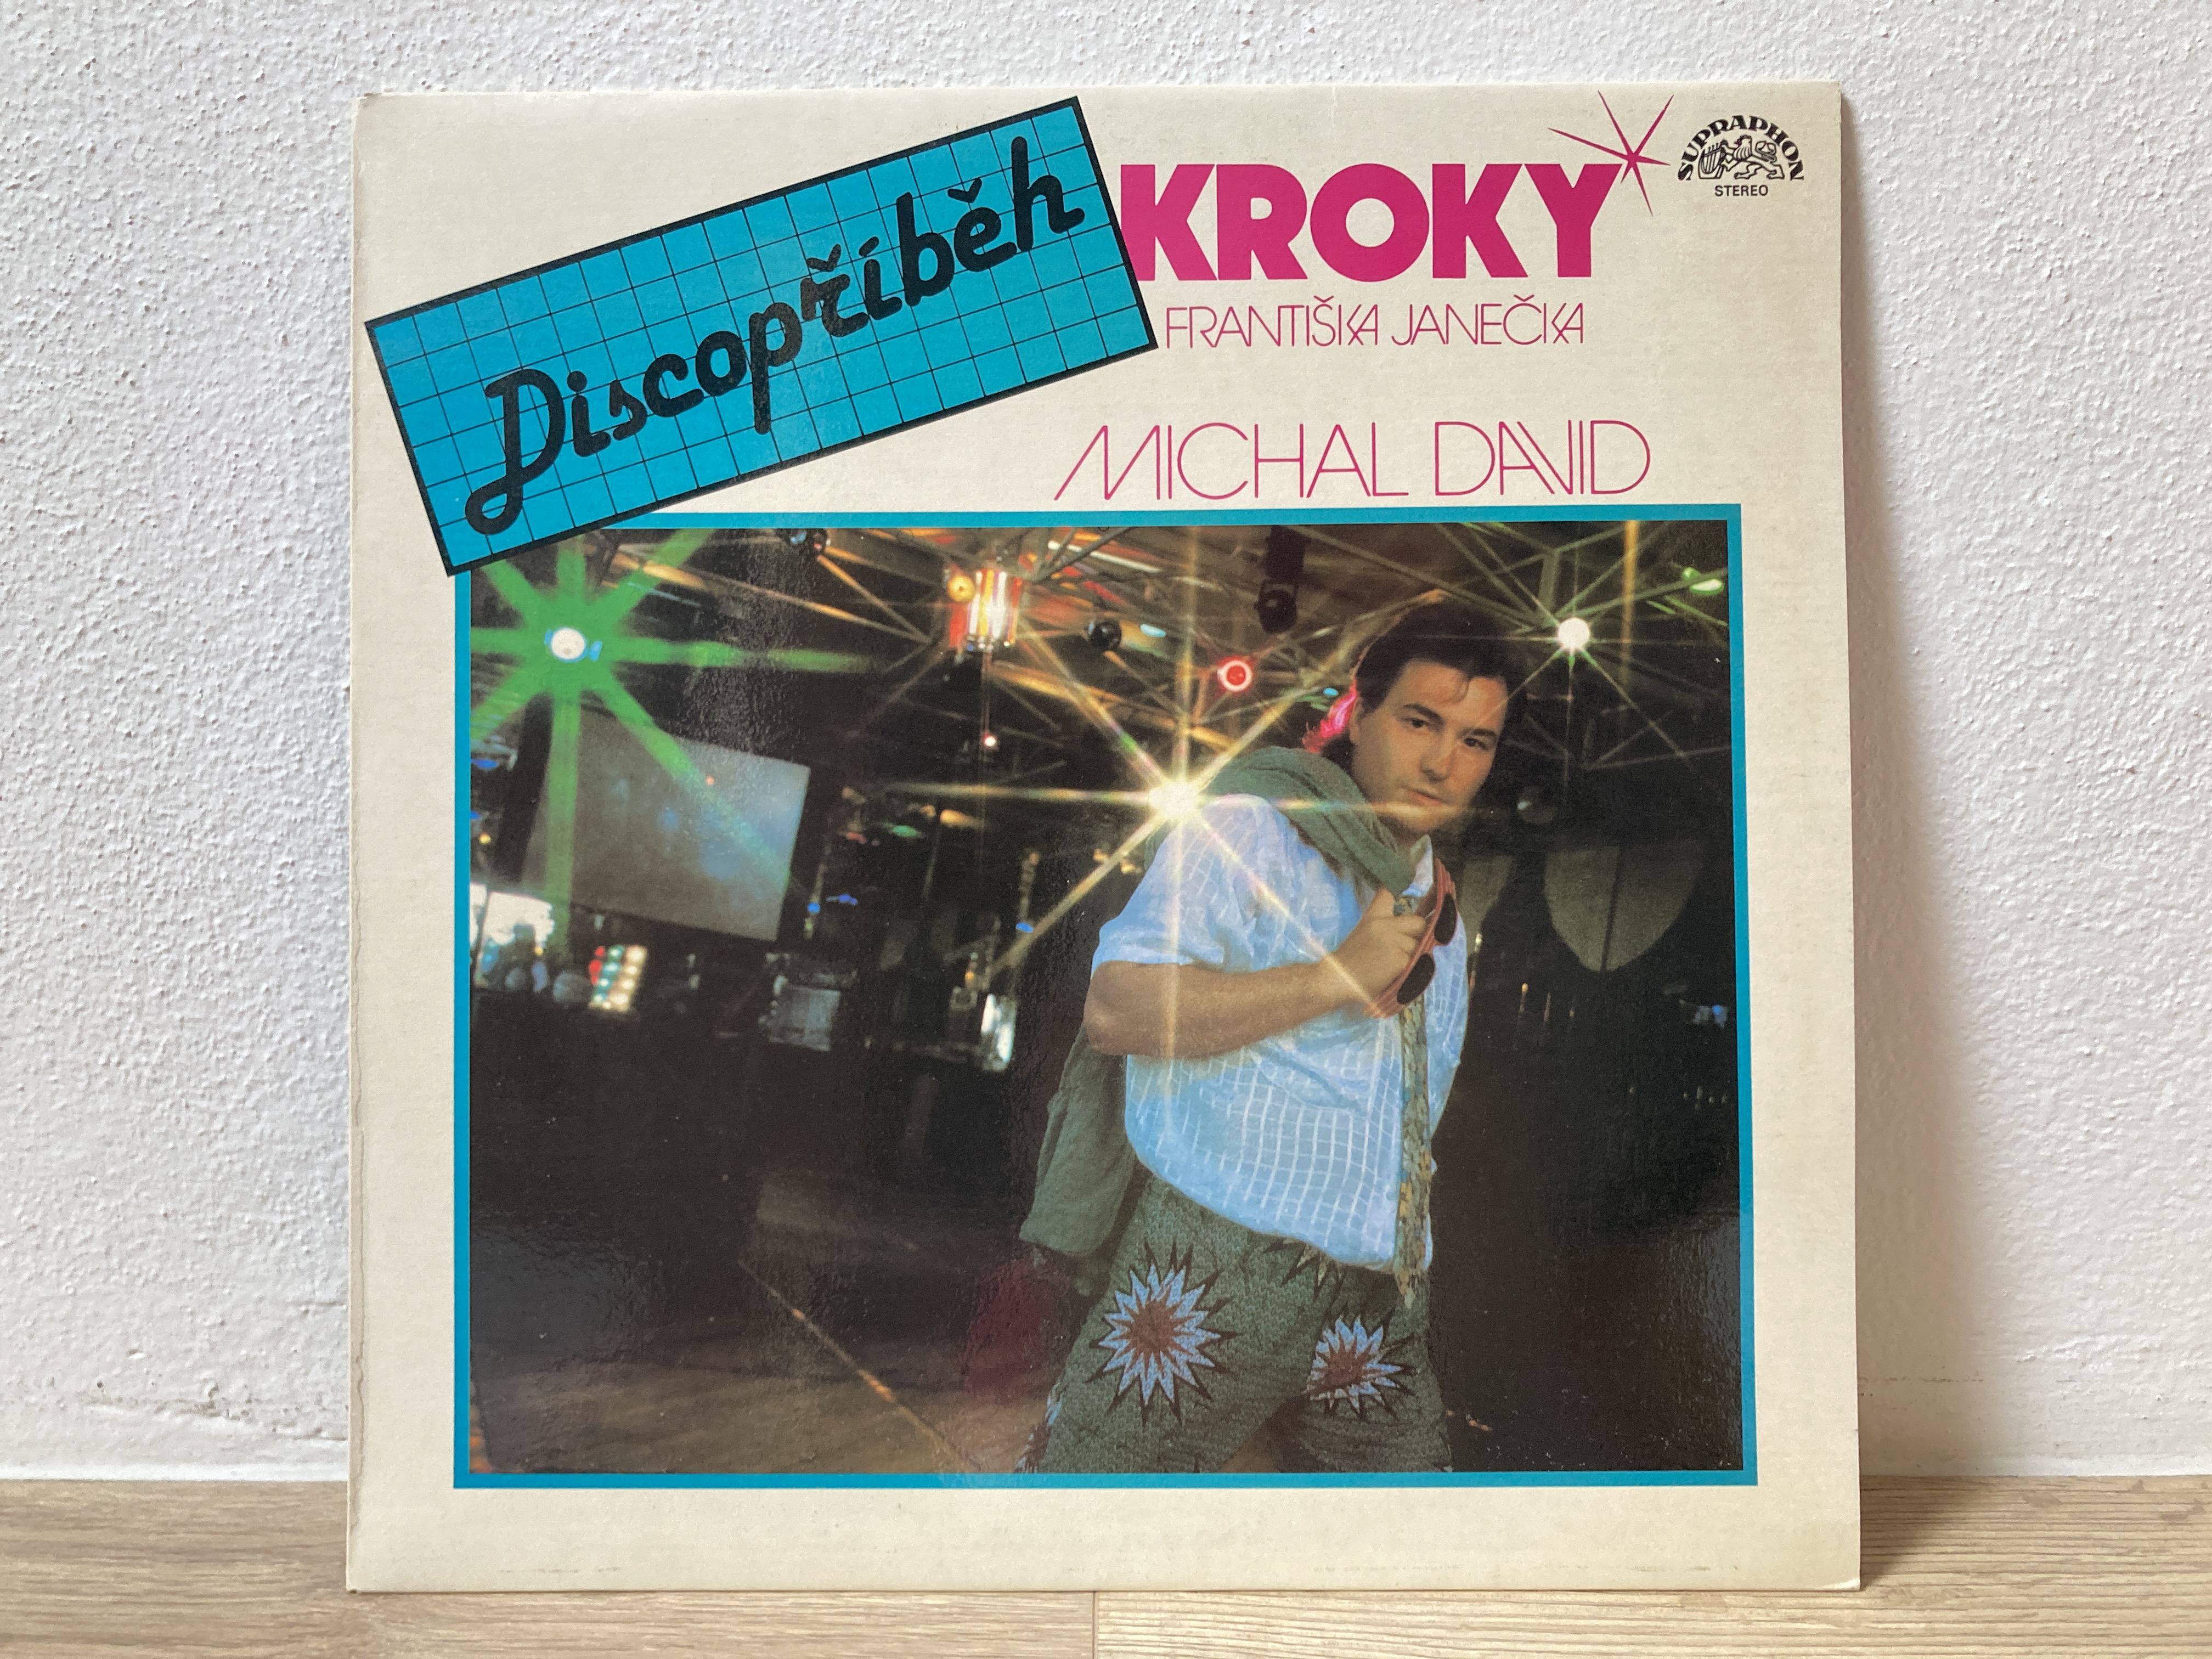 Discopříběh
KROKY
FRANTIŠKA JANEČKA
MICHAL DAVID
SUPRAPHON
STEREO